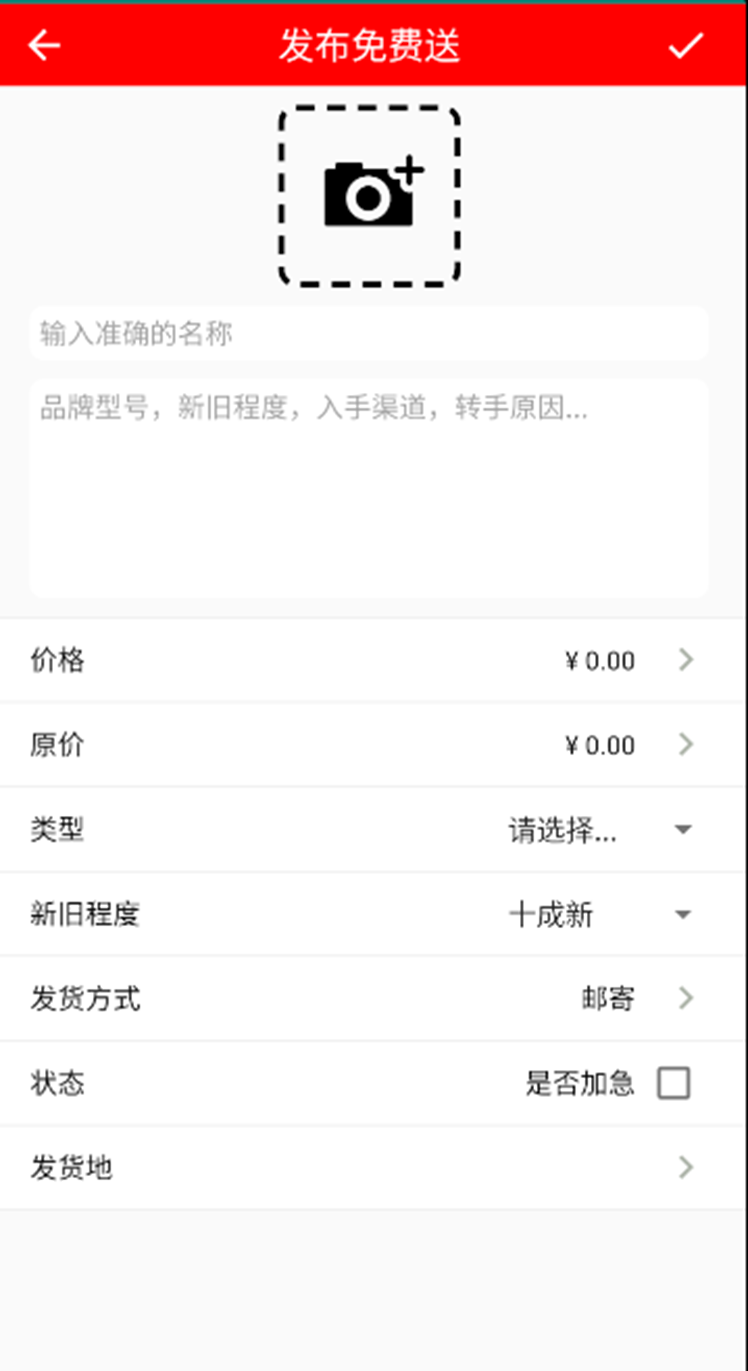 发布免费送
输入准确的名称
品牌型号，新旧程度，入手渠道，转手原因...
价格 ¥ 0.00
原价 ¥ 0.00
类型 请选择...
新旧程度 十成新
发货方式 邮寄
状态 是否加急
发货地